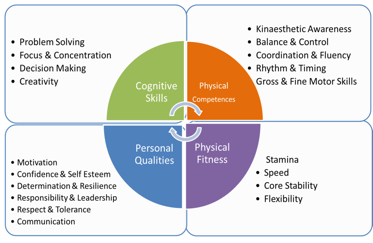 • Problem Solving
• Focus & Concentration
• Decision Making
• Creativity
• Kinaesthetic Awareness
• Balance & Control
• Coordination & Fluency
• Rhythm & Timing
Gross & Fine Motor Skills
Cognitive
Skills
Physical
Competences
Personal
Qualities
Physical
Fitness
• Motivation
• Confidence & Self Esteem
• Determination & Resilience
• Responsibility & Leadership
• Respect & Tolerance
• Communication
Stamina
• Speed
• Core Stability
• Flexibility